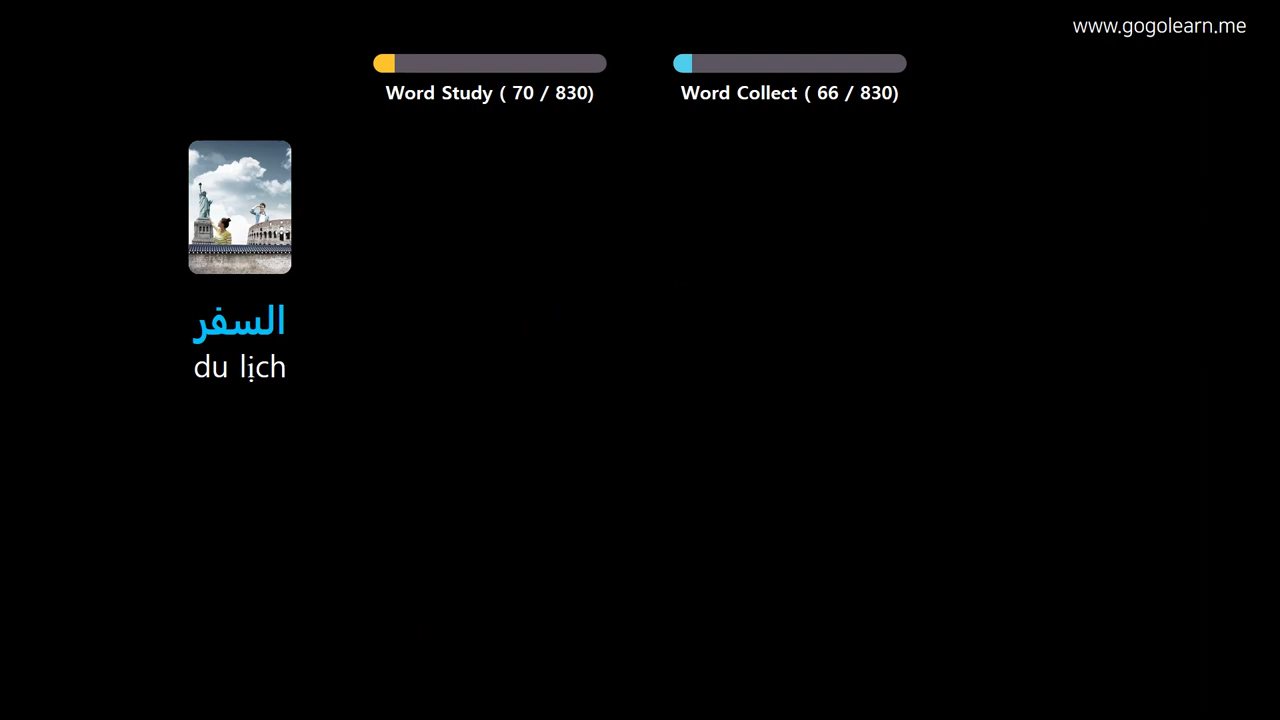 www.gogolearn.me
Word Study ( 70 / 830)
Word Collect ( 66 / 830)
السفر
du lịch